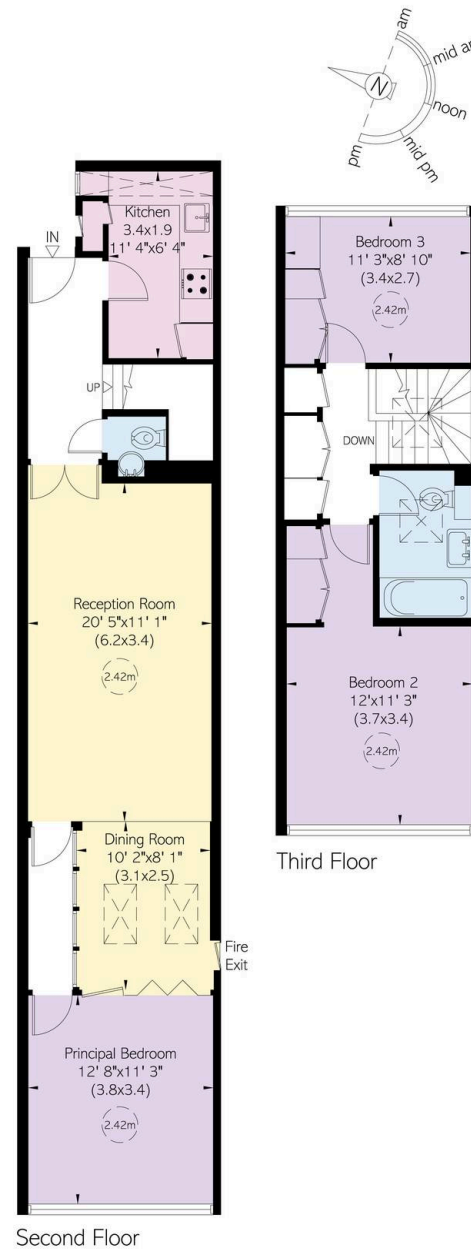 am
mid am
noon
mid pm
pm
N
IN
Kitchen
3.4x1.9
11' 4"x6' 4"
UP
Reception Room
20' 5"x11' 1"
(6.2x3.4)
2.42m
Dining Room
10' 2"x8' 1"
(3.1x2.5)
Fire
Exit
Principal Bedroom
12' 8"x11' 3"
(3.8x3.4)
2.42m
Second Floor
Bedroom 3
11' 3"x8' 10"
(3.4x2.7)
2.42m
DOWN
Bedroom 2
12'x11' 3"
(3.7x3.4)
2.42m
Third Floor